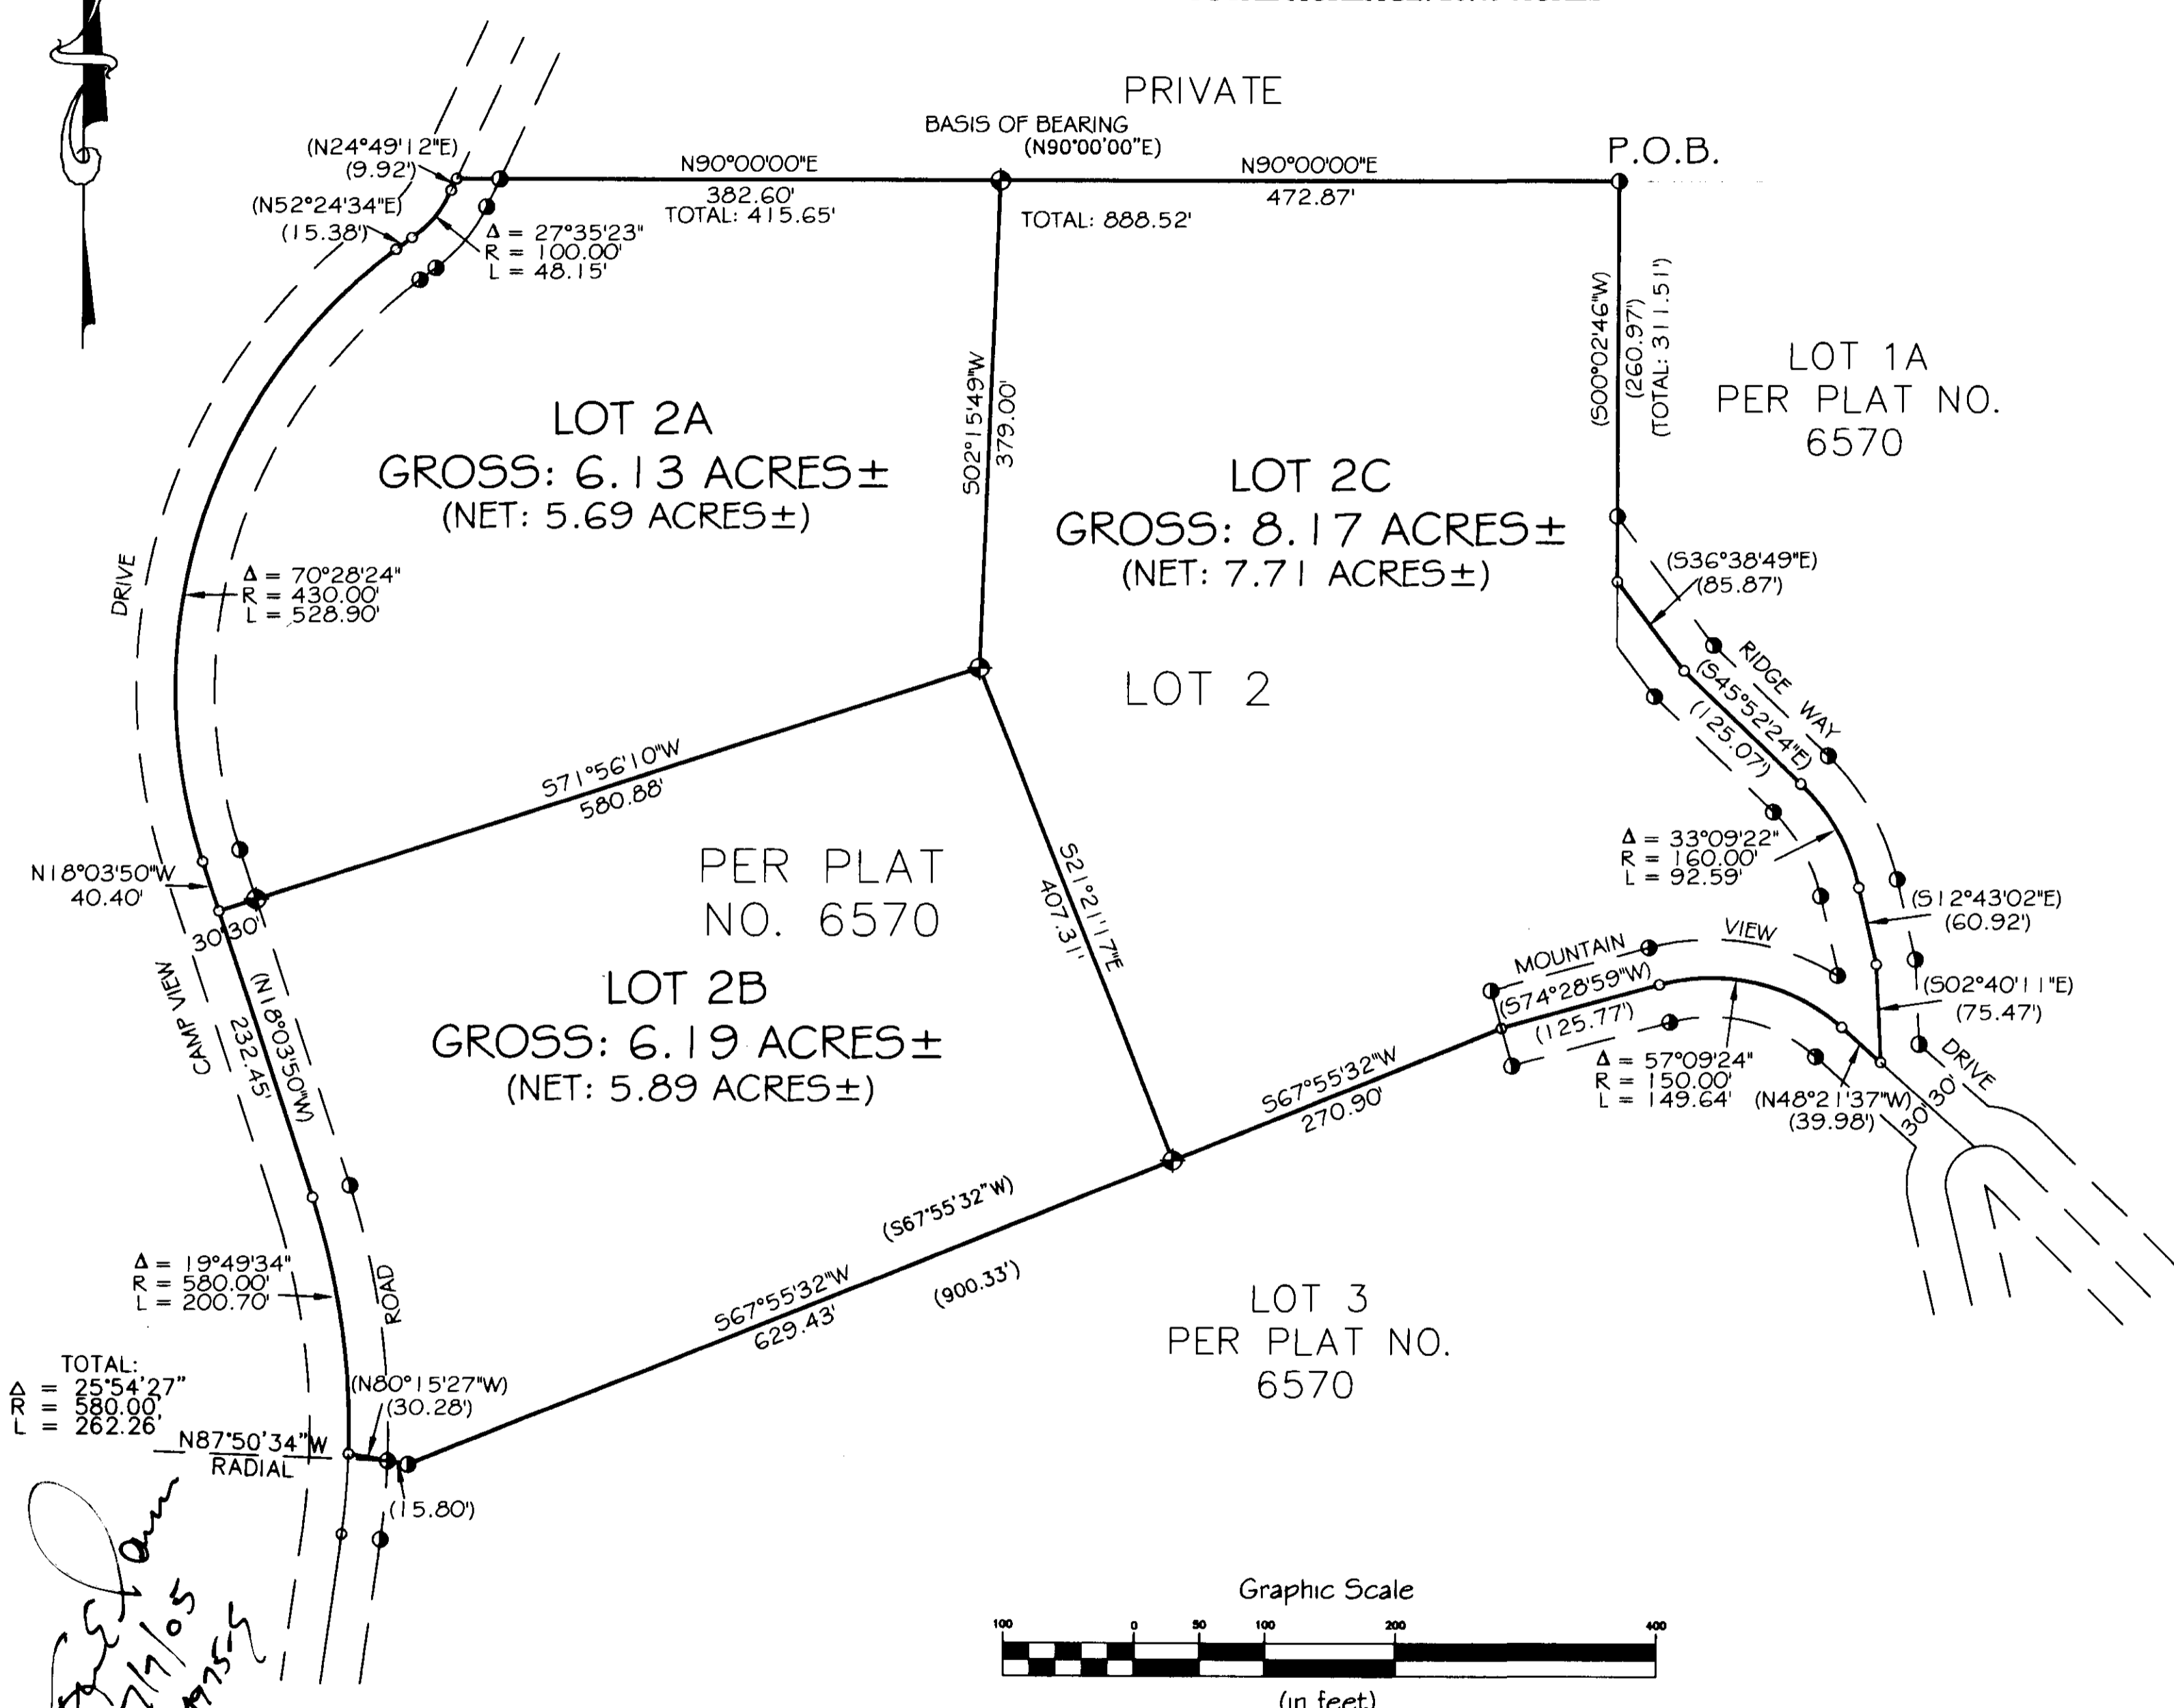 PRIVATE
BASIS OF BEARING
(N90°00'00"E)
P.O.B.
(N24°49'12"E)
(9.92')
N90°00'00"E
382.60'
TOTAL: 415.65'
N90°00'00"E
472.87'
TOTAL: 888.52'
(N52°24'34"E)
(15.38')
Δ = 27°35'23"
R = 100.00'
L = 48.15'
(S00°02'46"W)
(260.97')
(TOTAL: 311.51')
LOT 1A
PER PLAT NO.
6570
S02°15'49"W
379.00'
LOT 2A
GROSS: 6.13 ACRES±
(NET: 5.69 ACRES±)
LOT 2C
GROSS: 8.17 ACRES±
(NET: 7.71 ACRES±)
DRIVE
Δ = 70°28'24"
R = 430.00'
L = 528.90'
(S36°38'49"E)
(85.87')
LOT 2
RIDGE WAY
(S45°52'24"E)
(125.07')
S71°56'10"W
580.88'
N18°03'50"W
40.40'
30' 30'
PER PLAT
NO. 6570
S21°21'17"E
407.31'
Δ = 33°09'22"
R = 160.00'
L = 92.59'
(S12°43'02"E)
(60.92')
MOUNTAIN VIEW
(S74°28'59"W)
(125.77')
(S02°40'11"E)
(75.47')
DRIVE
CAMP VIEW
232.45'
(N18°03'50"W)
LOT 2B
GROSS: 6.19 ACRES±
(NET: 5.89 ACRES±)
S67°55'32"W
270.90'
Δ = 57°09'24"
R = 150.00'
L = 149.64'
(N48°21'37"W)
(39.98')
30' 30'
(S67°55'32"W)
(900.33')
S67°55'32"W
629.43'
Δ = 19°49'34"
R = 580.00'
L = 200.70'
ROAD
LOT 3
PER PLAT NO.
6570
TOTAL:
Δ = 25°54'27"
R = 580.00'
L = 262.26'
(N80°15'27"W)
(30.28')
N87°50'34"W
RADIAL
(15.80')
Graphic Scale
100 0 50 100 200 400
(in feet)